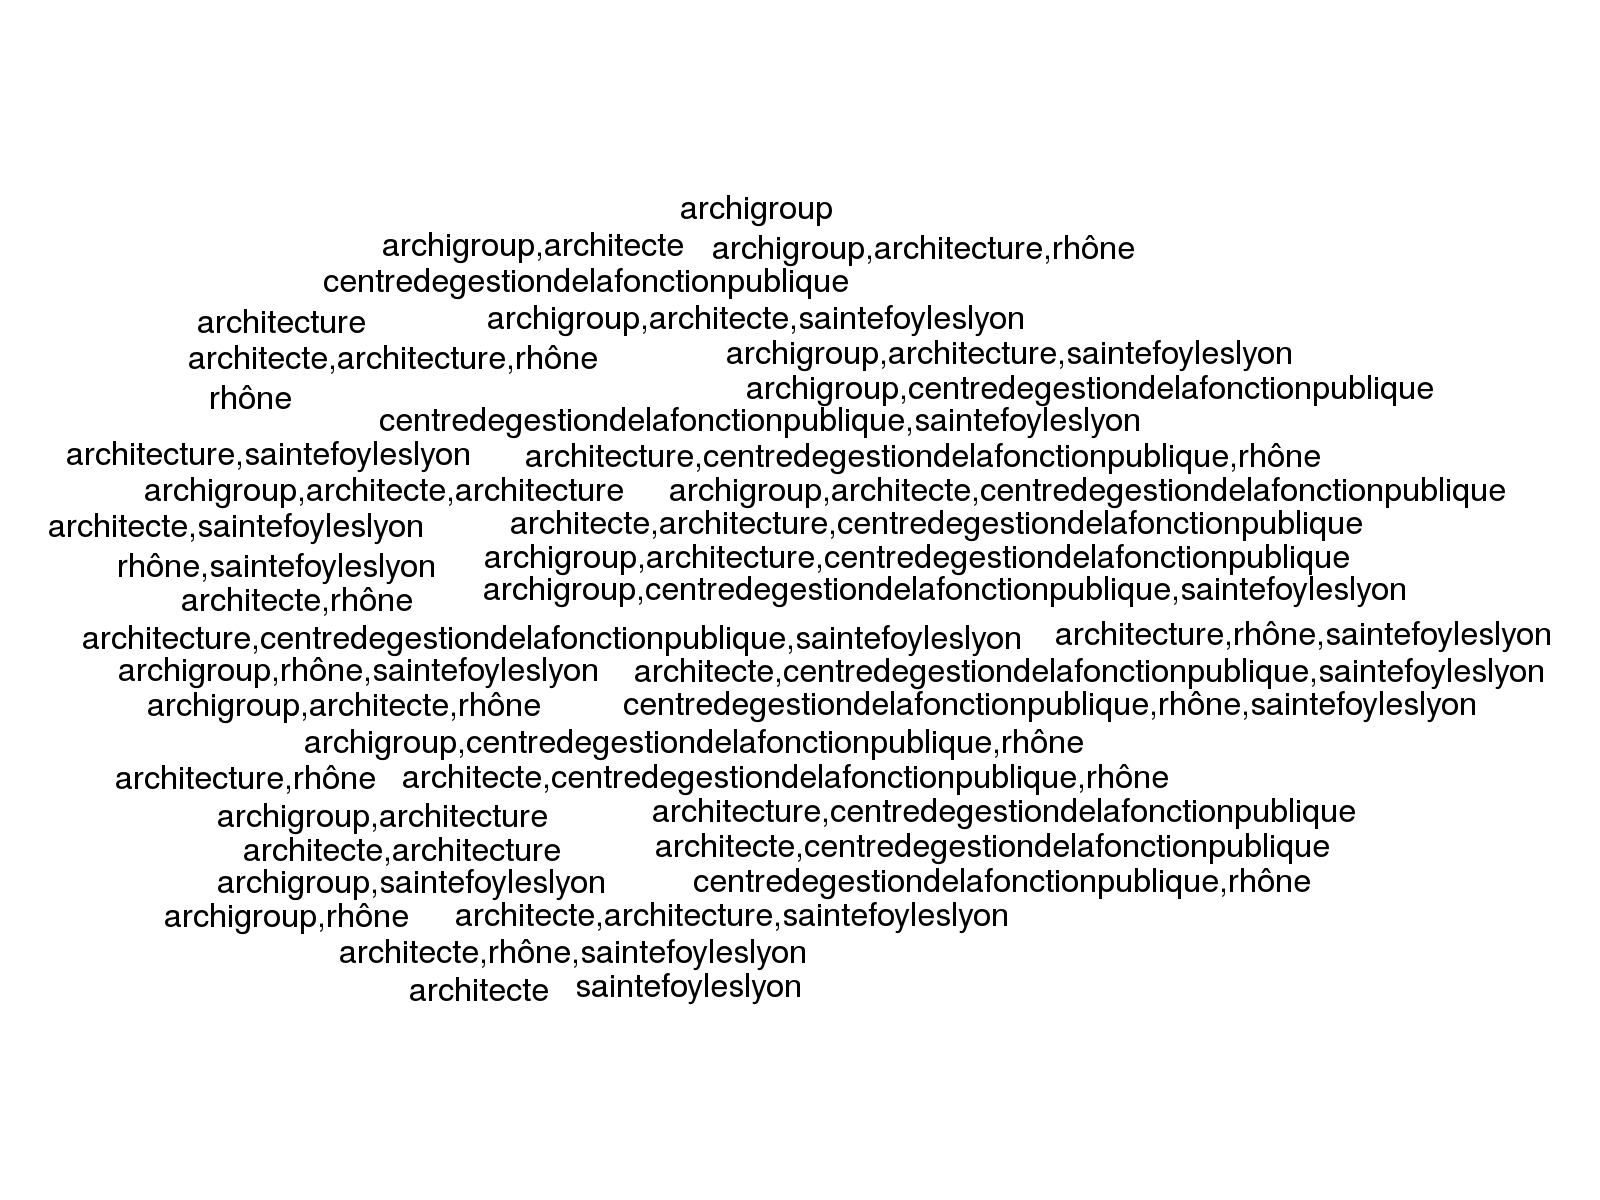 archigroup
archigroup,architecte archigroup,architecture,rhône
centredegestiondelafonctionpublique
architecture archigroup,architecte,saintefoyleslyon
architecte,architecture,rhône archigroup,architecture,saintefoyleslyon
rhône archigroup,centredegestiondelafonctionpublique
centredegestiondelafonctionpublique,saintefoyleslyon
architecture,saintefoyleslyon architecture,centredegestiondelafonctionpublique,rhône
archigroup,architecte,architecture archigroup,architecte,centredegestiondelafonctionpublique
architecte,saintefoyleslyon architecte,architecture,centredegestiondelafonctionpublique
rhône,saintefoyleslyon archigroup,architecture,centredegestiondelafonctionpublique
architecte,rhône archigroup,centredegestiondelafonctionpublique,saintefoyleslyon
architecture,centredegestiondelafonctionpublique,saintefoyleslyon architecture,rhône,saintefoyleslyon
archigroup,rhône,saintefoyleslyon architecte,centredegestiondelafonctionpublique,saintefoyleslyon
archigroup,architecte,rhône centredegestiondelafonctionpublique,rhône,saintefoyleslyon
archigroup,centredegestiondelafonctionpublique,rhône
architecture,rhône architecte,centredegestiondelafonctionpublique,rhône
archigroup,architecture architecture,centredegestiondelafonctionpublique
architecte,architecture architecte,centredegestiondelafonctionpublique
archigroup,saintefoyleslyon centredegestiondelafonctionpublique,rhône
archigroup,rhône architecte,architecture,saintefoyleslyon
architecte,rhône,saintefoyleslyon
architecte saintefoyleslyon